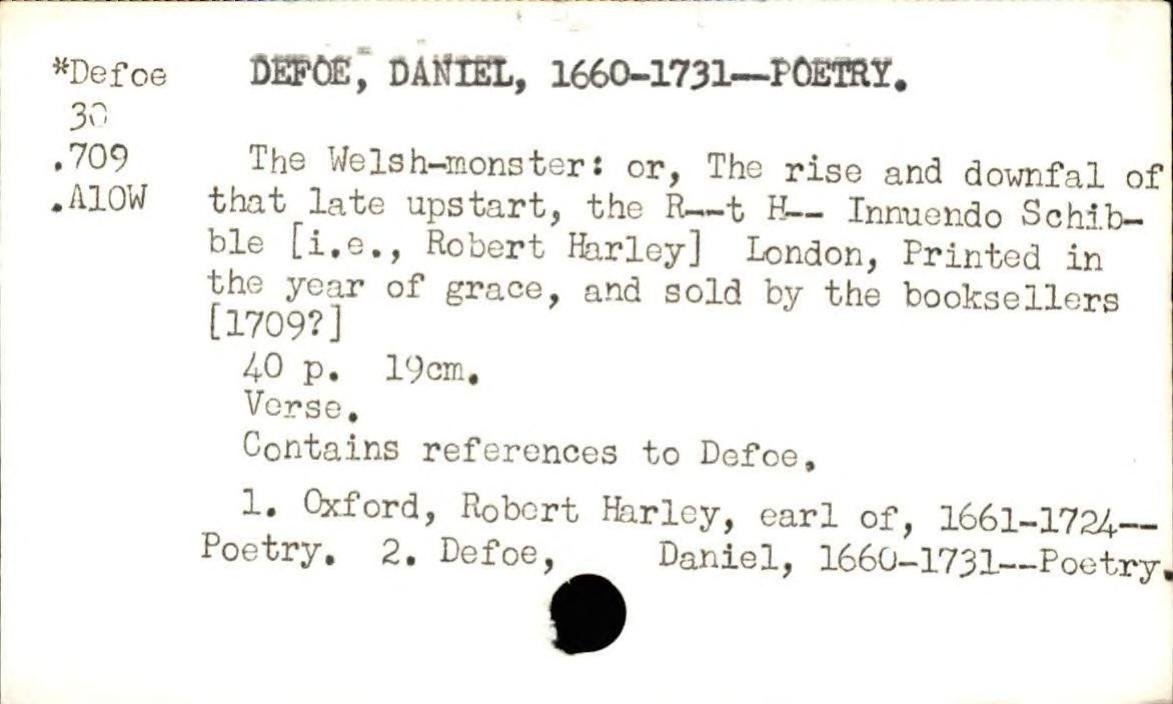 *Defoe DEFOE, DANIEL, 1660-1731—POETRY.
30
.709 The Welsh-monster: or, The rise and downfal of
.A10W that late upstart, the R--t H-- Innuendo Schib-
ble [i.e., Robert Harley] London, Printed in
the year of grace, and sold by the booksellers
[1709?]
40 p. 19cm.
Verse.
Contains references to Defoe.
1. Oxford, Robert Harley, earl of, 1661-1724--
Poetry. 2. Defoe, Daniel, 1660-1731--Poetry.